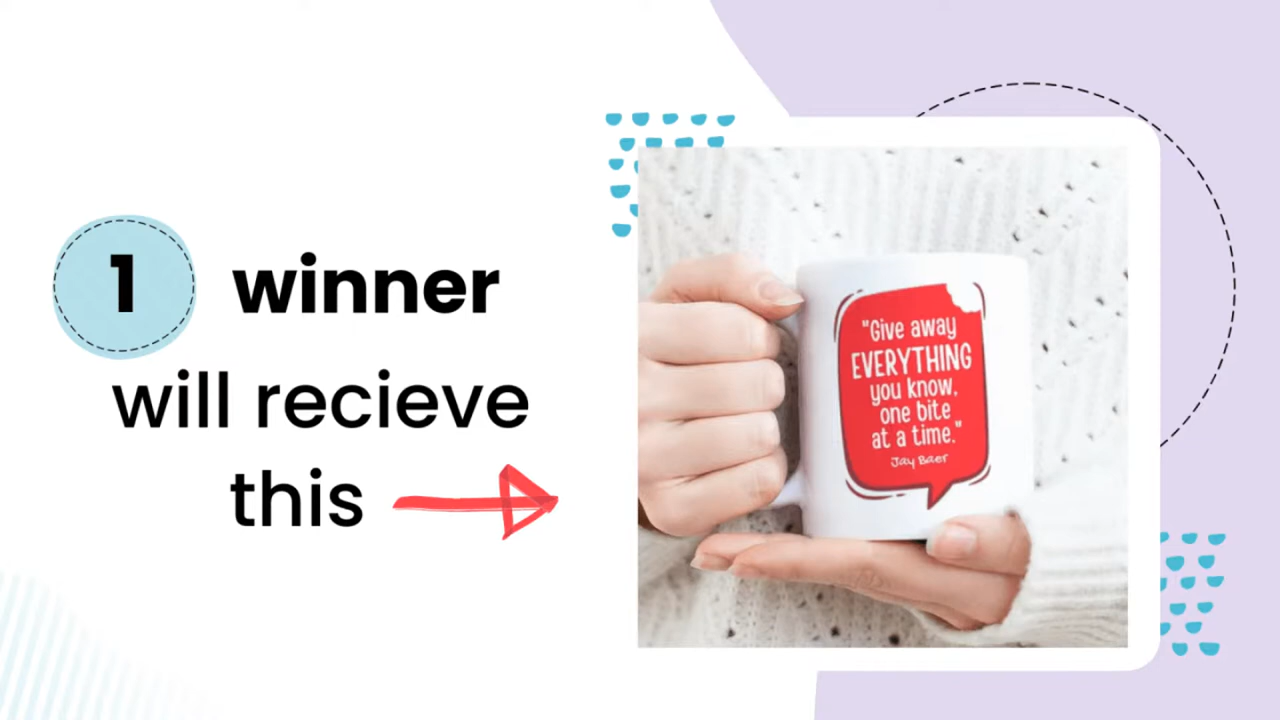 1 winner
will recieve
this
"Give away
EVERYTHING
you know,
one bite
at a time."
Jay Baer